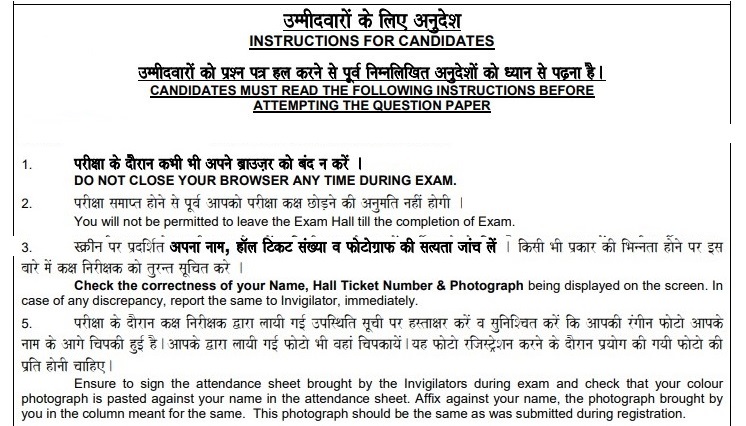 उम्मीदवारों के लिए अनुदेश
INSTRUCTIONS FOR CANDIDATES
उम्मीदवारों को प्रश्न पत्र हल करने से पूर्व निम्नलिखित अनुदेशों को ध्यान से पढ़ना है।
CANDIDATES MUST READ THE FOLLOWING INSTRUCTIONS BEFORE
ATTEMPTING THE QUESTION PAPER
1. परीक्षा के दौरान कभी भी अपने ब्राउज़र को बंद न करें ।
DO NOT CLOSE YOUR BROWSER ANY TIME DURING EXAM.
2. परीक्षा समाप्त होने से पूर्व आपको परीक्षा कक्ष छोड़ने की अनुमति नहीं होगी ।
You will not be permitted to leave the Exam Hall till the completion of Exam.
3. स्क्रीन पर प्रदर्शित अपना नाम, हॉल टिकट संख्या व फोटोग्राफ की सत्यता जांच लें । किसी भी प्रकार की भिन्नता होने पर इस
बारे में कक्ष निरीक्षक को तुरन्त सूचित करे ।
Check the correctness of your Name, Hall Ticket Number & Photograph being displayed on the screen. In
case of any discrepancy, report the same to Invigilator, immediately.
5. परीक्षा के दौरान कक्ष निरीक्षक द्वारा लायी गई उपस्थिति सूची पर हस्ताक्षर करें व सुनिश्चित करें कि आपकी रंगीन फोटो आपके
नाम के आगे चिपकी हुई है। आपके द्वारा लायी गई फोटो भी वहां चिपकायें। यह फोटो रजिस्ट्रेशन करने के दौरान प्रयोग की गयी फोटो की
प्रति होनी चाहिए।
Ensure to sign the attendance sheet brought by the Invigilators during exam and check that your colour
photograph is pasted against your name in the attendance sheet. Affix against your name, the photograph brought by
you in the column meant for the same. This photograph should be the same as was submitted during registration.